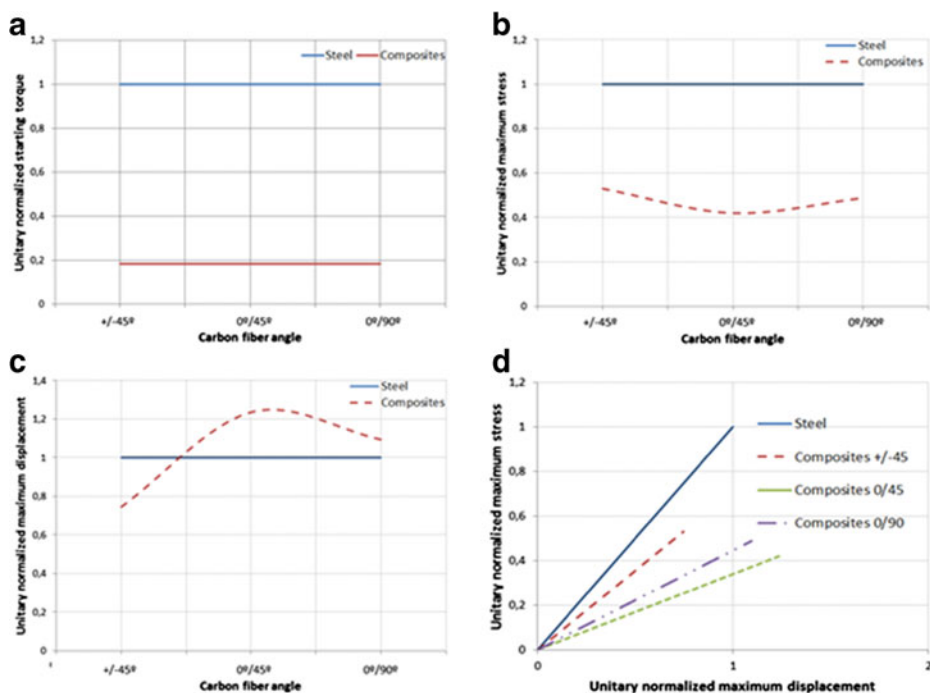 a
1,2
1
0,8
0,6
0,4
0,2
0
Unitary normalized starting torque
Steel
Composites
+/-45º
0º/45º
0º/90º
Carbon fiber angle
b
1,2
1
0,8
0,6
0,4
0,2
0
Unitary normalized maximum stress
Steel
Composites
+/-45º
0º/45º
0º/90º
Carbon fiber angle
c
1,4
1,2
1
0,8
0,6
0,4
0,2
0
Unitary normalized maximum displacement
Steel
Composites
+/-45º
0º/45º
0º/90º
Carbon fiber angle
d
1,2
1
0,8
0,6
0,4
0,2
0
Unitary normalized maximum stress
Steel
Composites +/-45
Composites 0/45
Composites 0/90
0
1
2
Unitary normalized maximum displacement